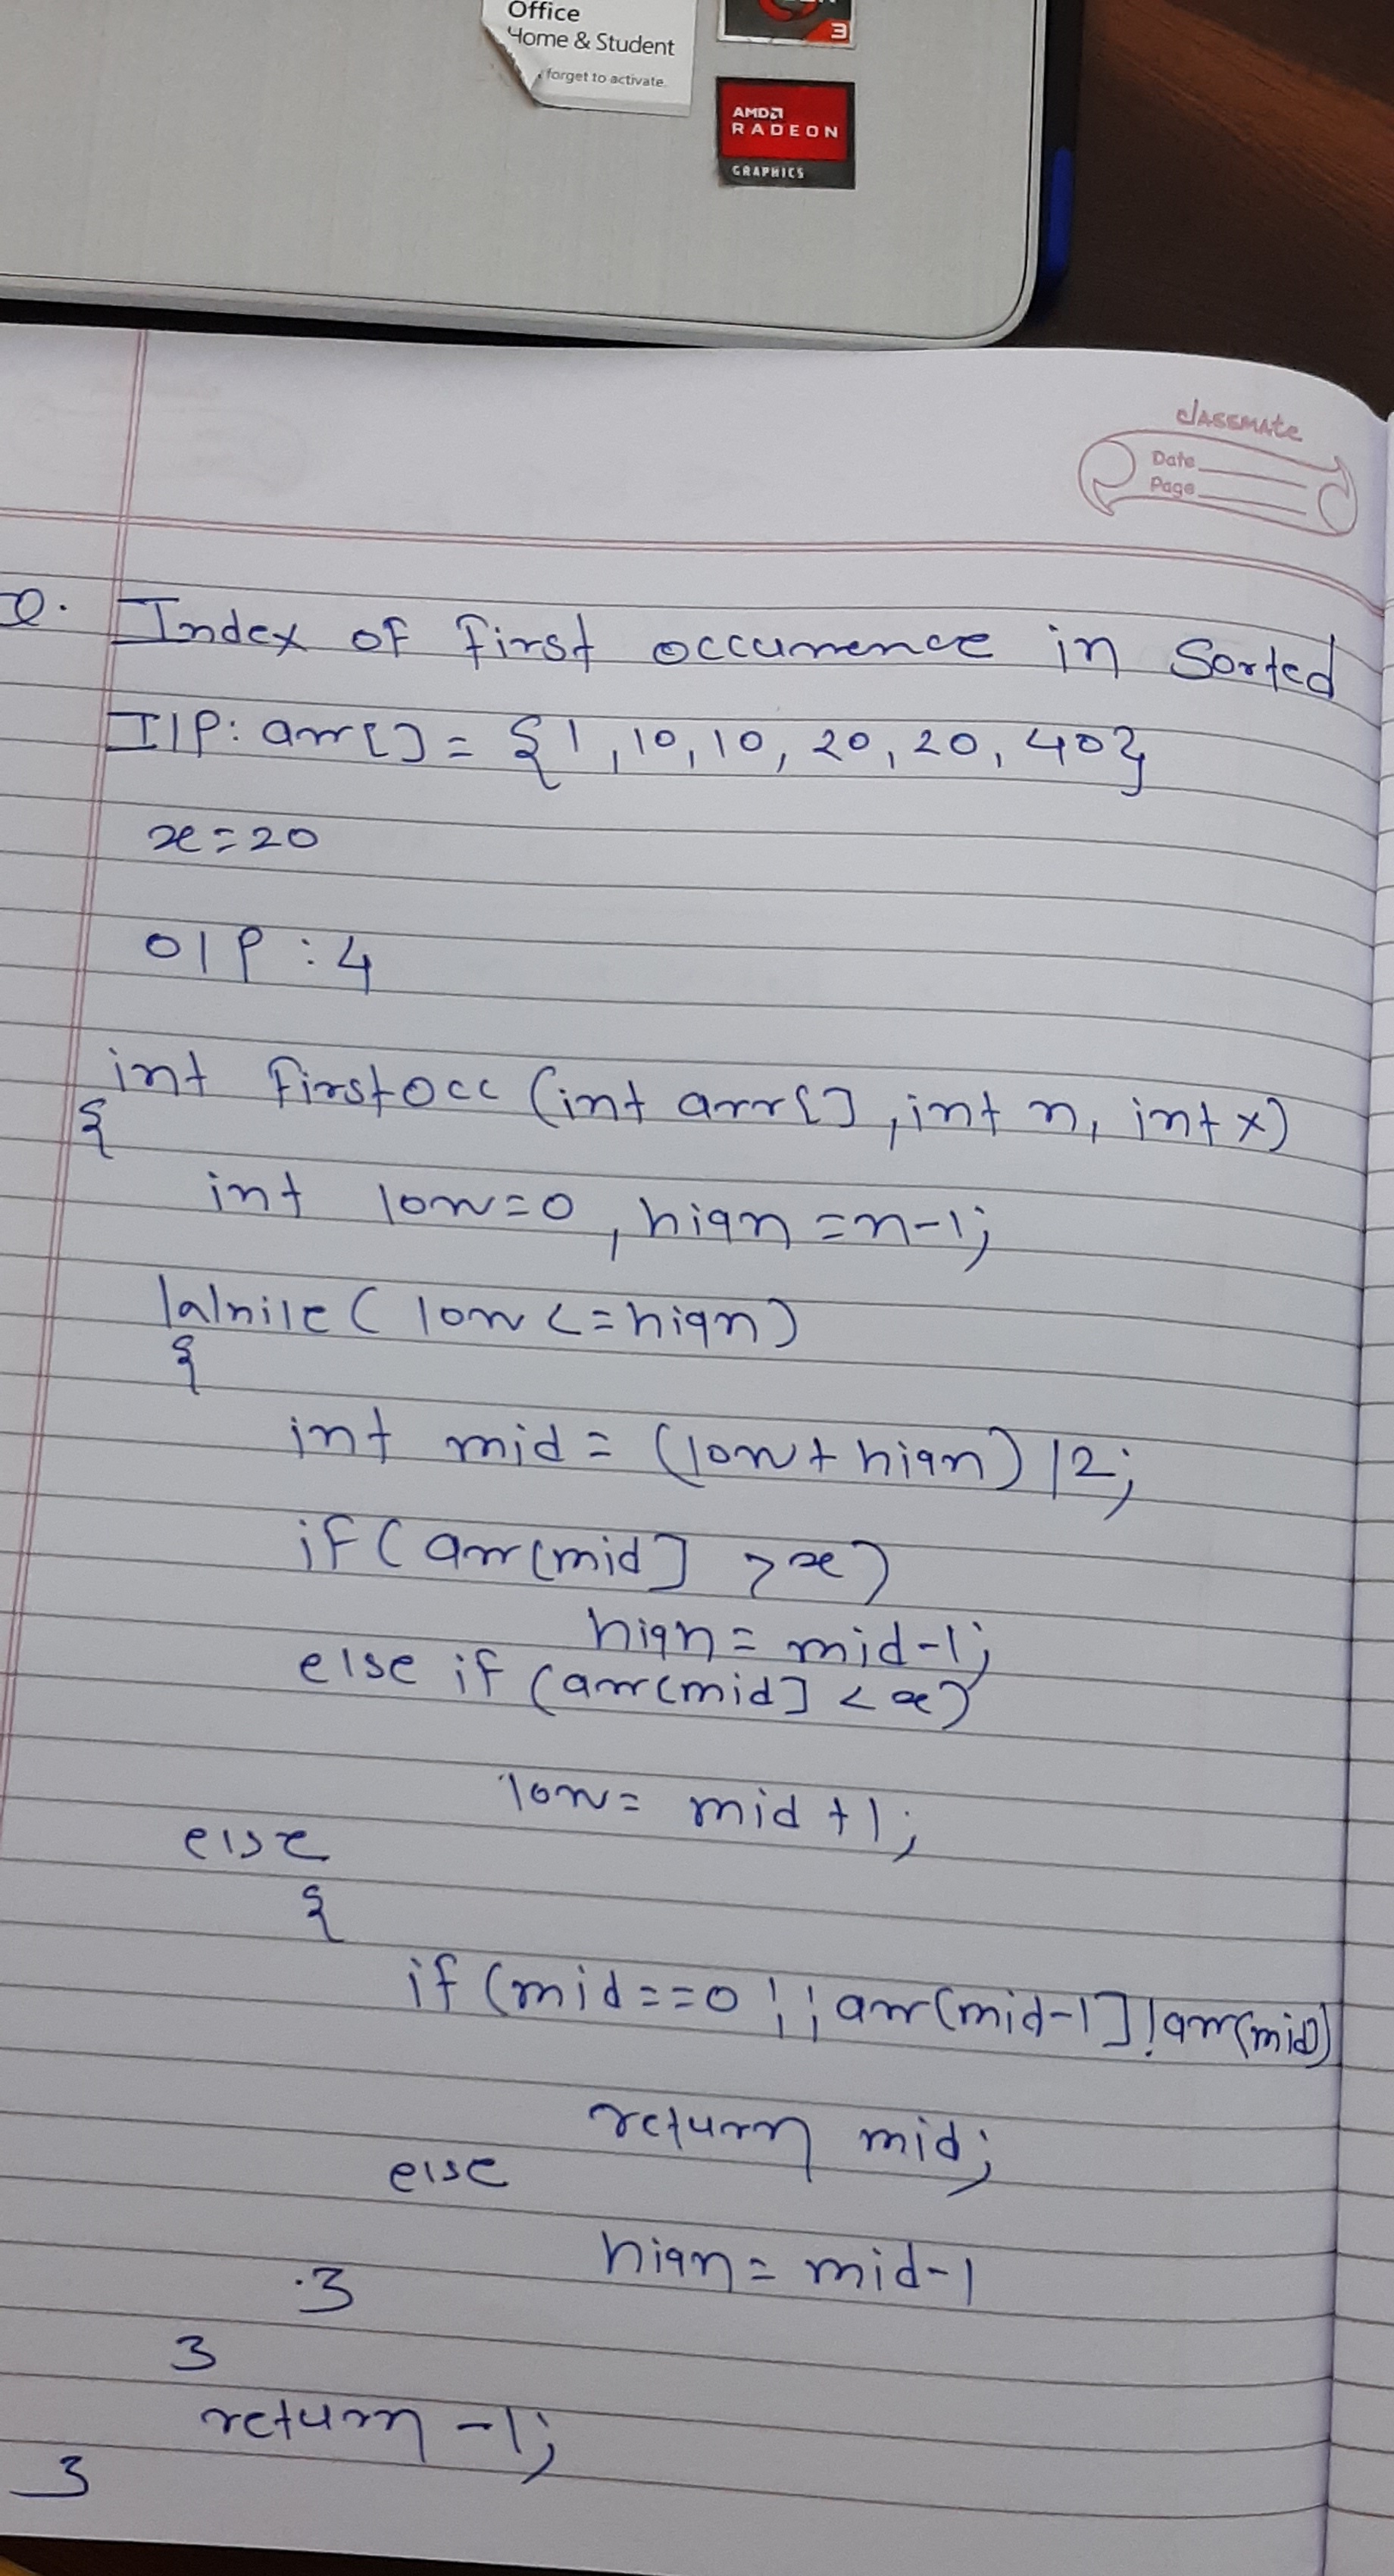 Office
Home & Student
forget to activate.
3
AMD
RADEON
GRAPHICS
classmate
Date
Page
Q. Index of first occurrence in Sorted
I/P: arr[] = {1, 10, 10, 20, 20, 40}
x=20
O/P : 4
int firstOcc (int arr[], int n, int x)
{
int low=0, high=n-1;
while (low <= high)
{
int mid = (low + high) / 2;
if (arr[mid] > x)
high = mid-1;
else if (arr[mid] < x)
low = mid +1;
else
{
if (mid==0 || arr[mid-1] ! arr[mid])
return mid;
else
high = mid-1
}
}
return -1;
}